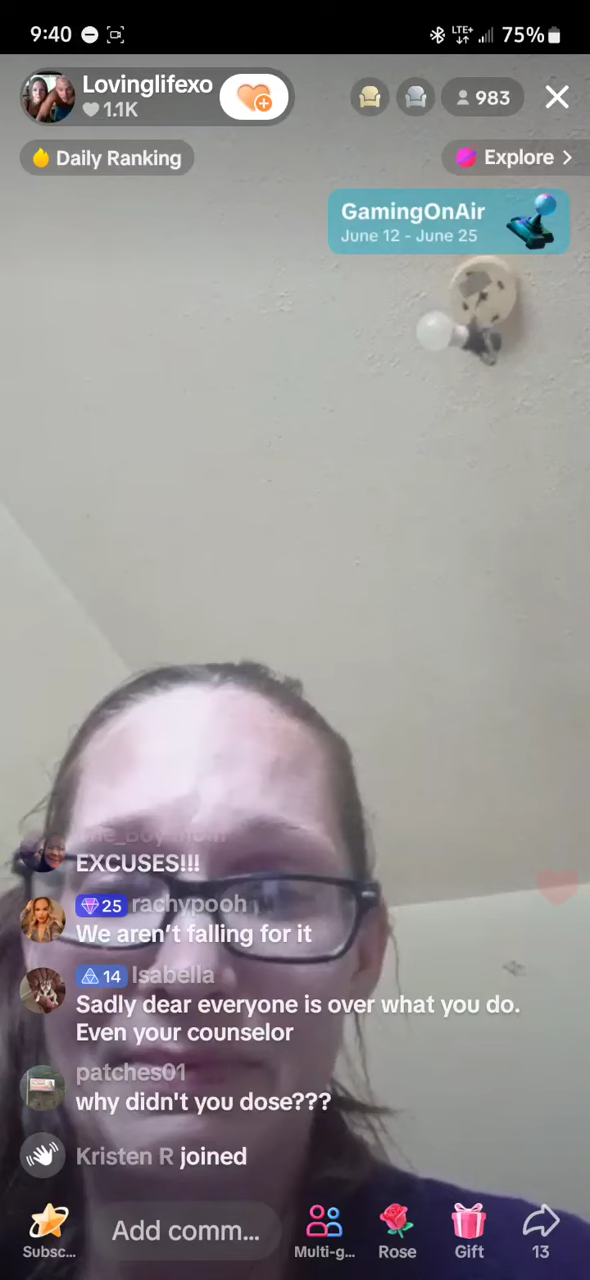 9:40
LTE+
75%
Lovinglifexo
1.1K
983
Daily Ranking
Explore
GamingOnAir
June 12 - June 25
EXCUSES!!!
25 rachypooh
We aren't falling for it
14 Isabella
Sadly dear everyone is over what you do.
Even your counselor
patches01
why didn't you dose???
Kristen R joined
Subsc...
Add comm...
Multi-g...
Rose
Gift
13